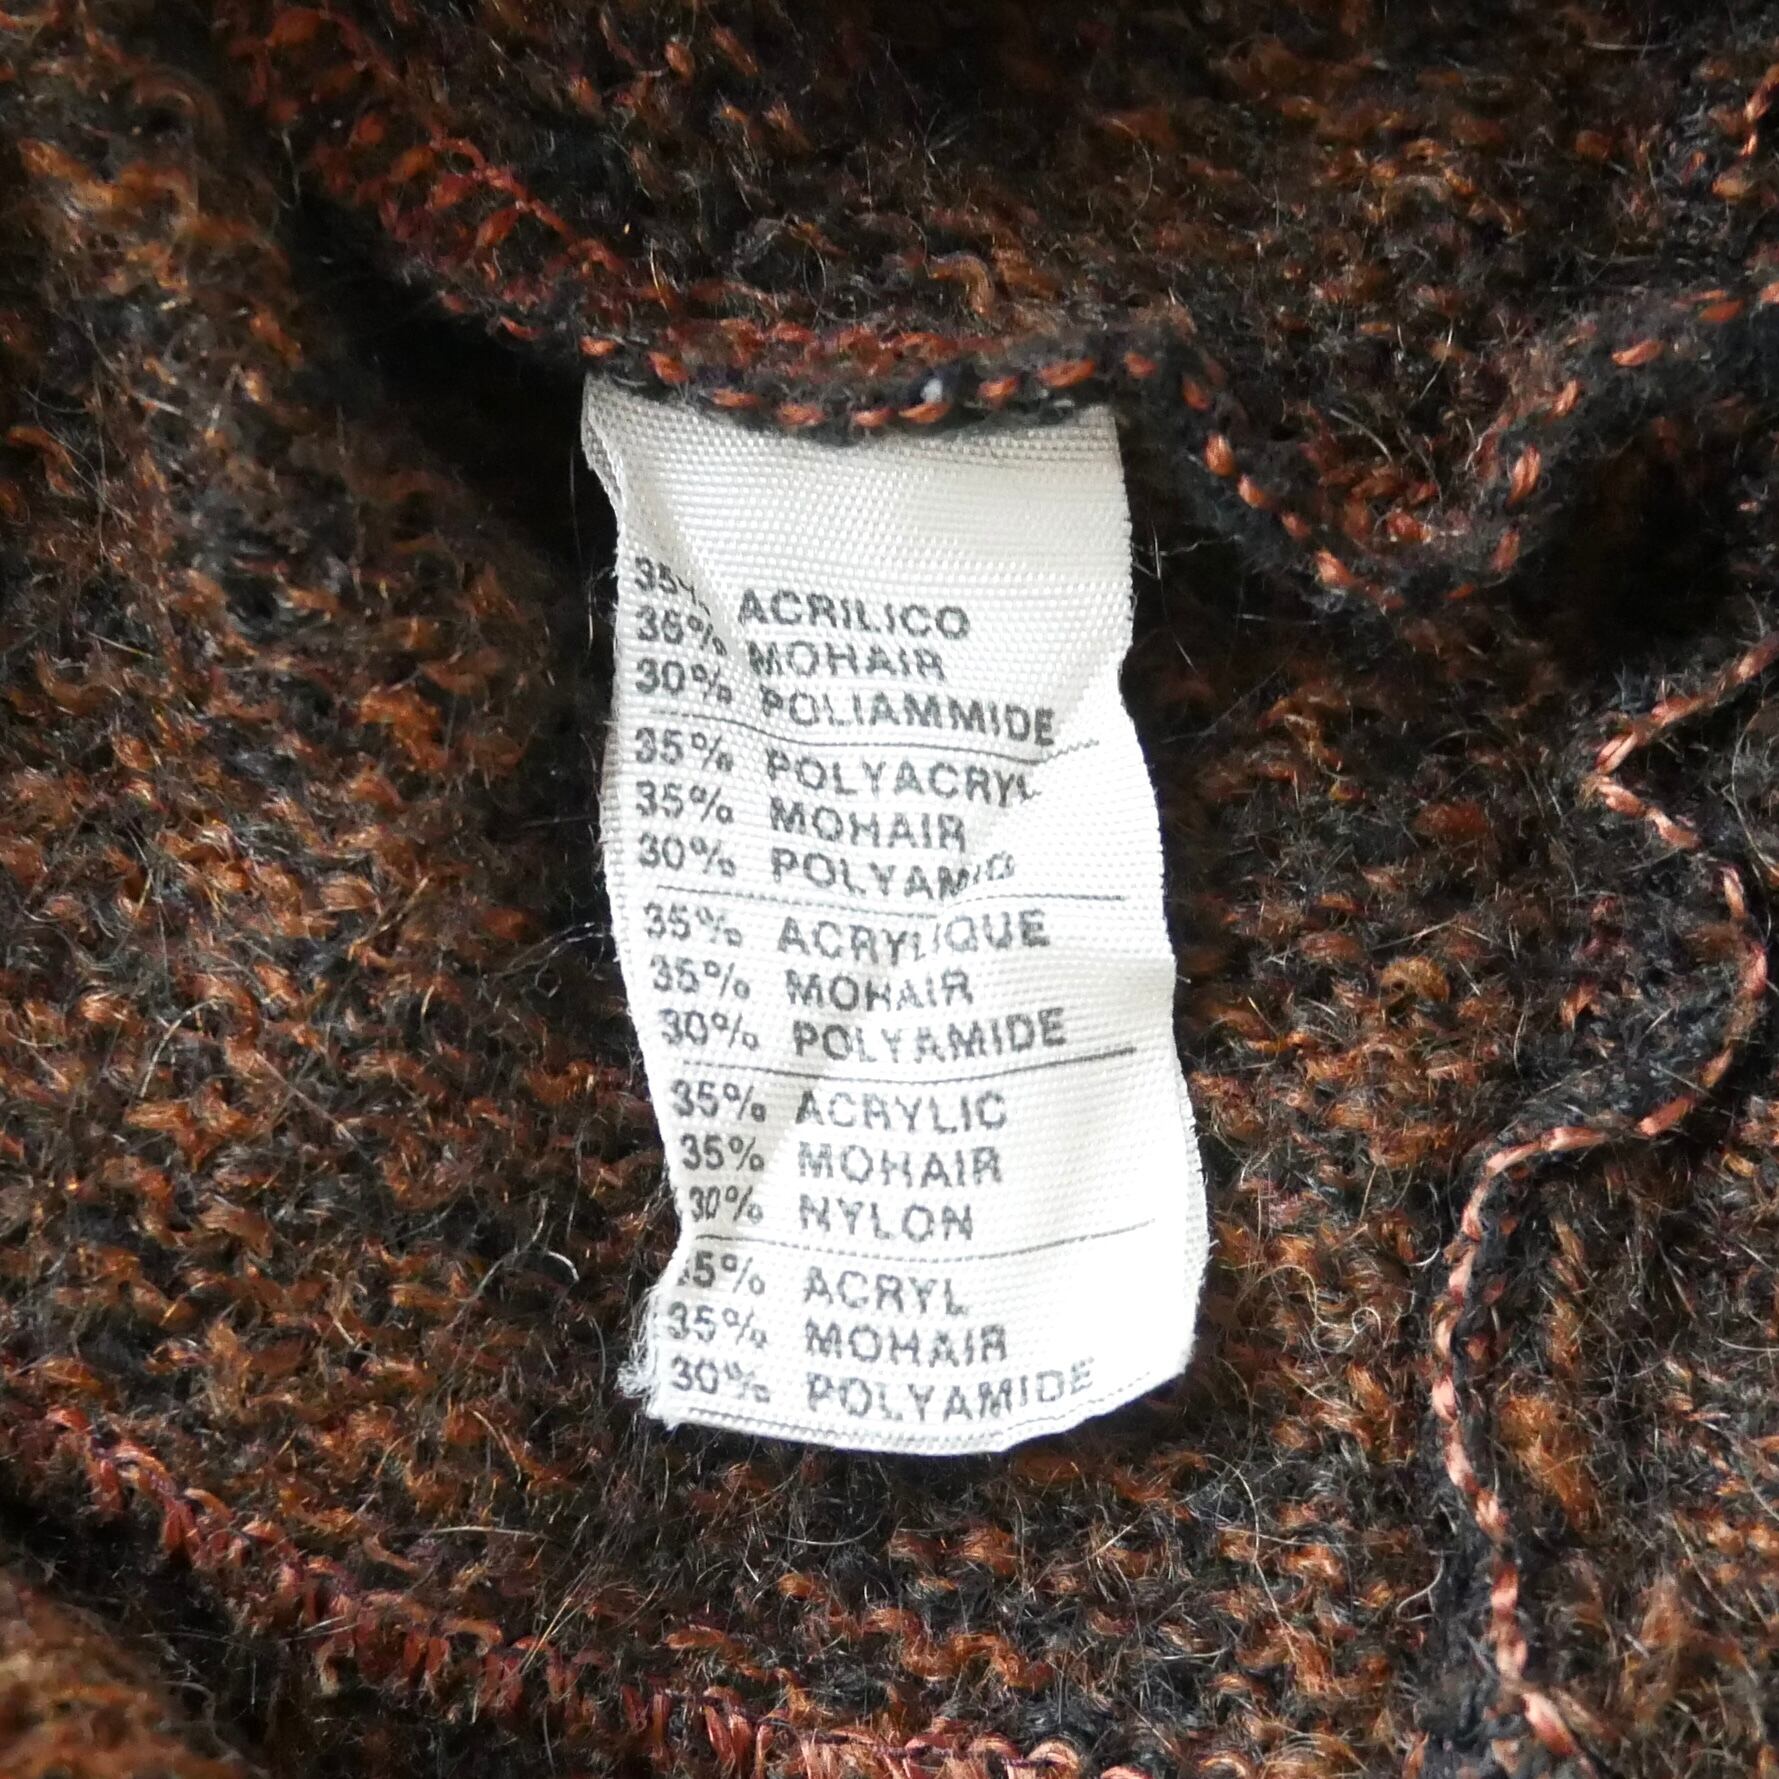 35% ACRILICO
35% MOHAIR
30% POLIAMMIDE
35% POLYACRYL
35% MOHAIR
30% POLYAMID
35% ACRYLIQUE
35% MOHAIR
30% POLYAMIDE
35% ACRYLIC
35% MOHAIR
30% NYLON
35% ACRYL
35% MOHAIR
30% POLYAMIDE